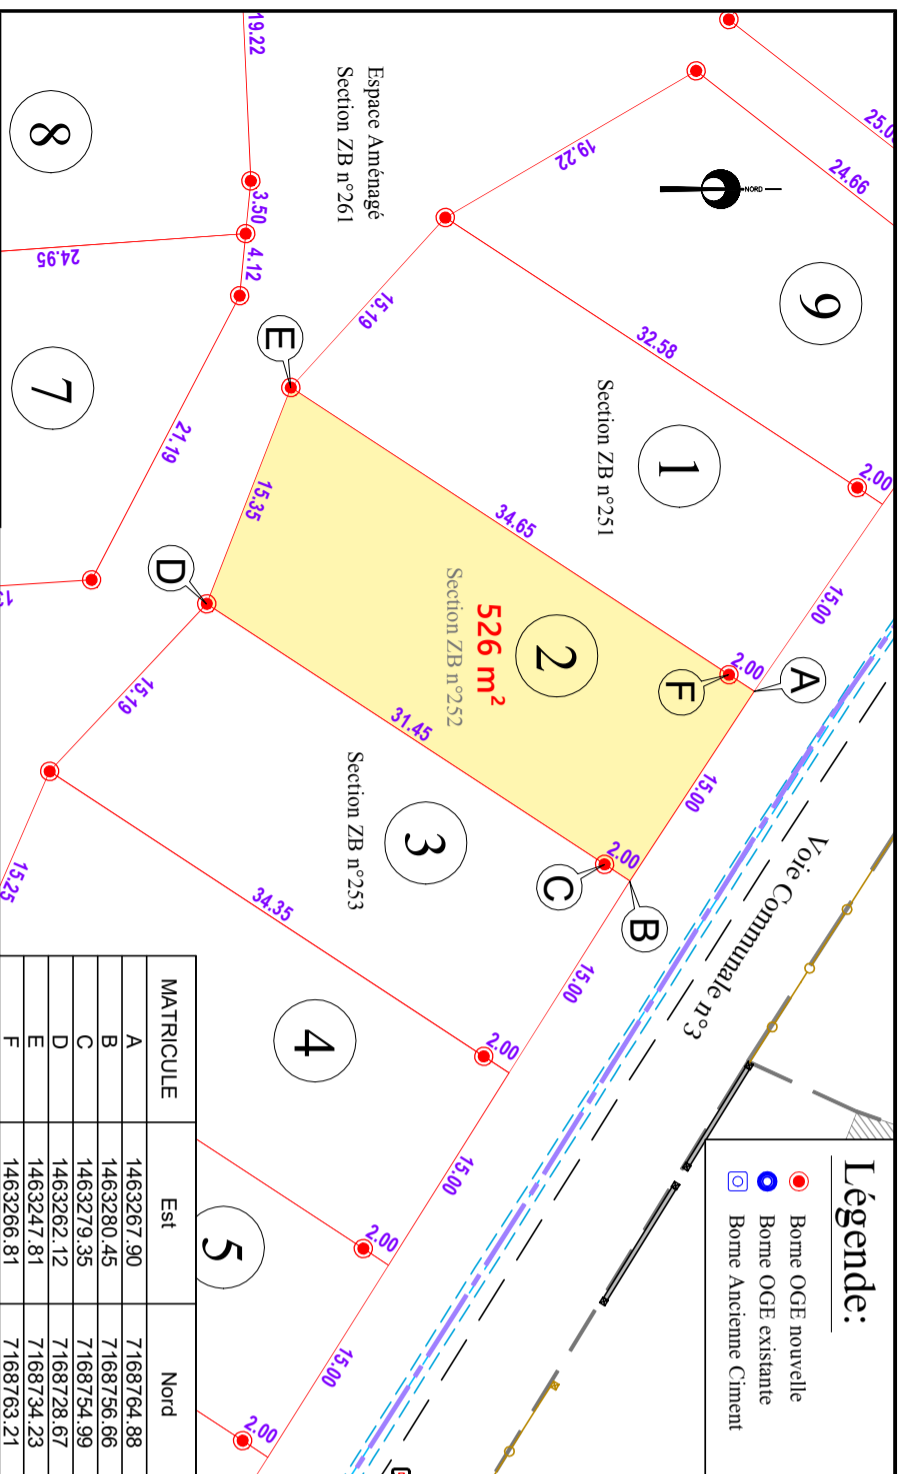 Légende:
Borne OGE nouvelle
Borne OGE existante
Borne Ancienne Ciment
NORD
Voie Communale n°3
Espace Aménagé
Section ZB n°261
9
1
Section ZB n°251
2
526 m²
Section ZB n°252
3
Section ZB n°253
4
5
7
8
A
B
C
D
E
F
24.66
19.22
32.58
2.00
15.19
15.00
34.65
2.00
15.00
15.35
31.45
2.00
15.00
15.19
34.35
2.00
15.00
15.25
2.00
15.00
2.00
19.22
3.50
4.12
24.95
21.19
MATRICULE Est Nord
A 1463267.90 7168764.88
B 1463280.45 7168756.66
C 1463279.35 7168754.99
D 1463262.12 7168728.67
E 1463247.81 7168734.23
F 1463266.81 7168763.21